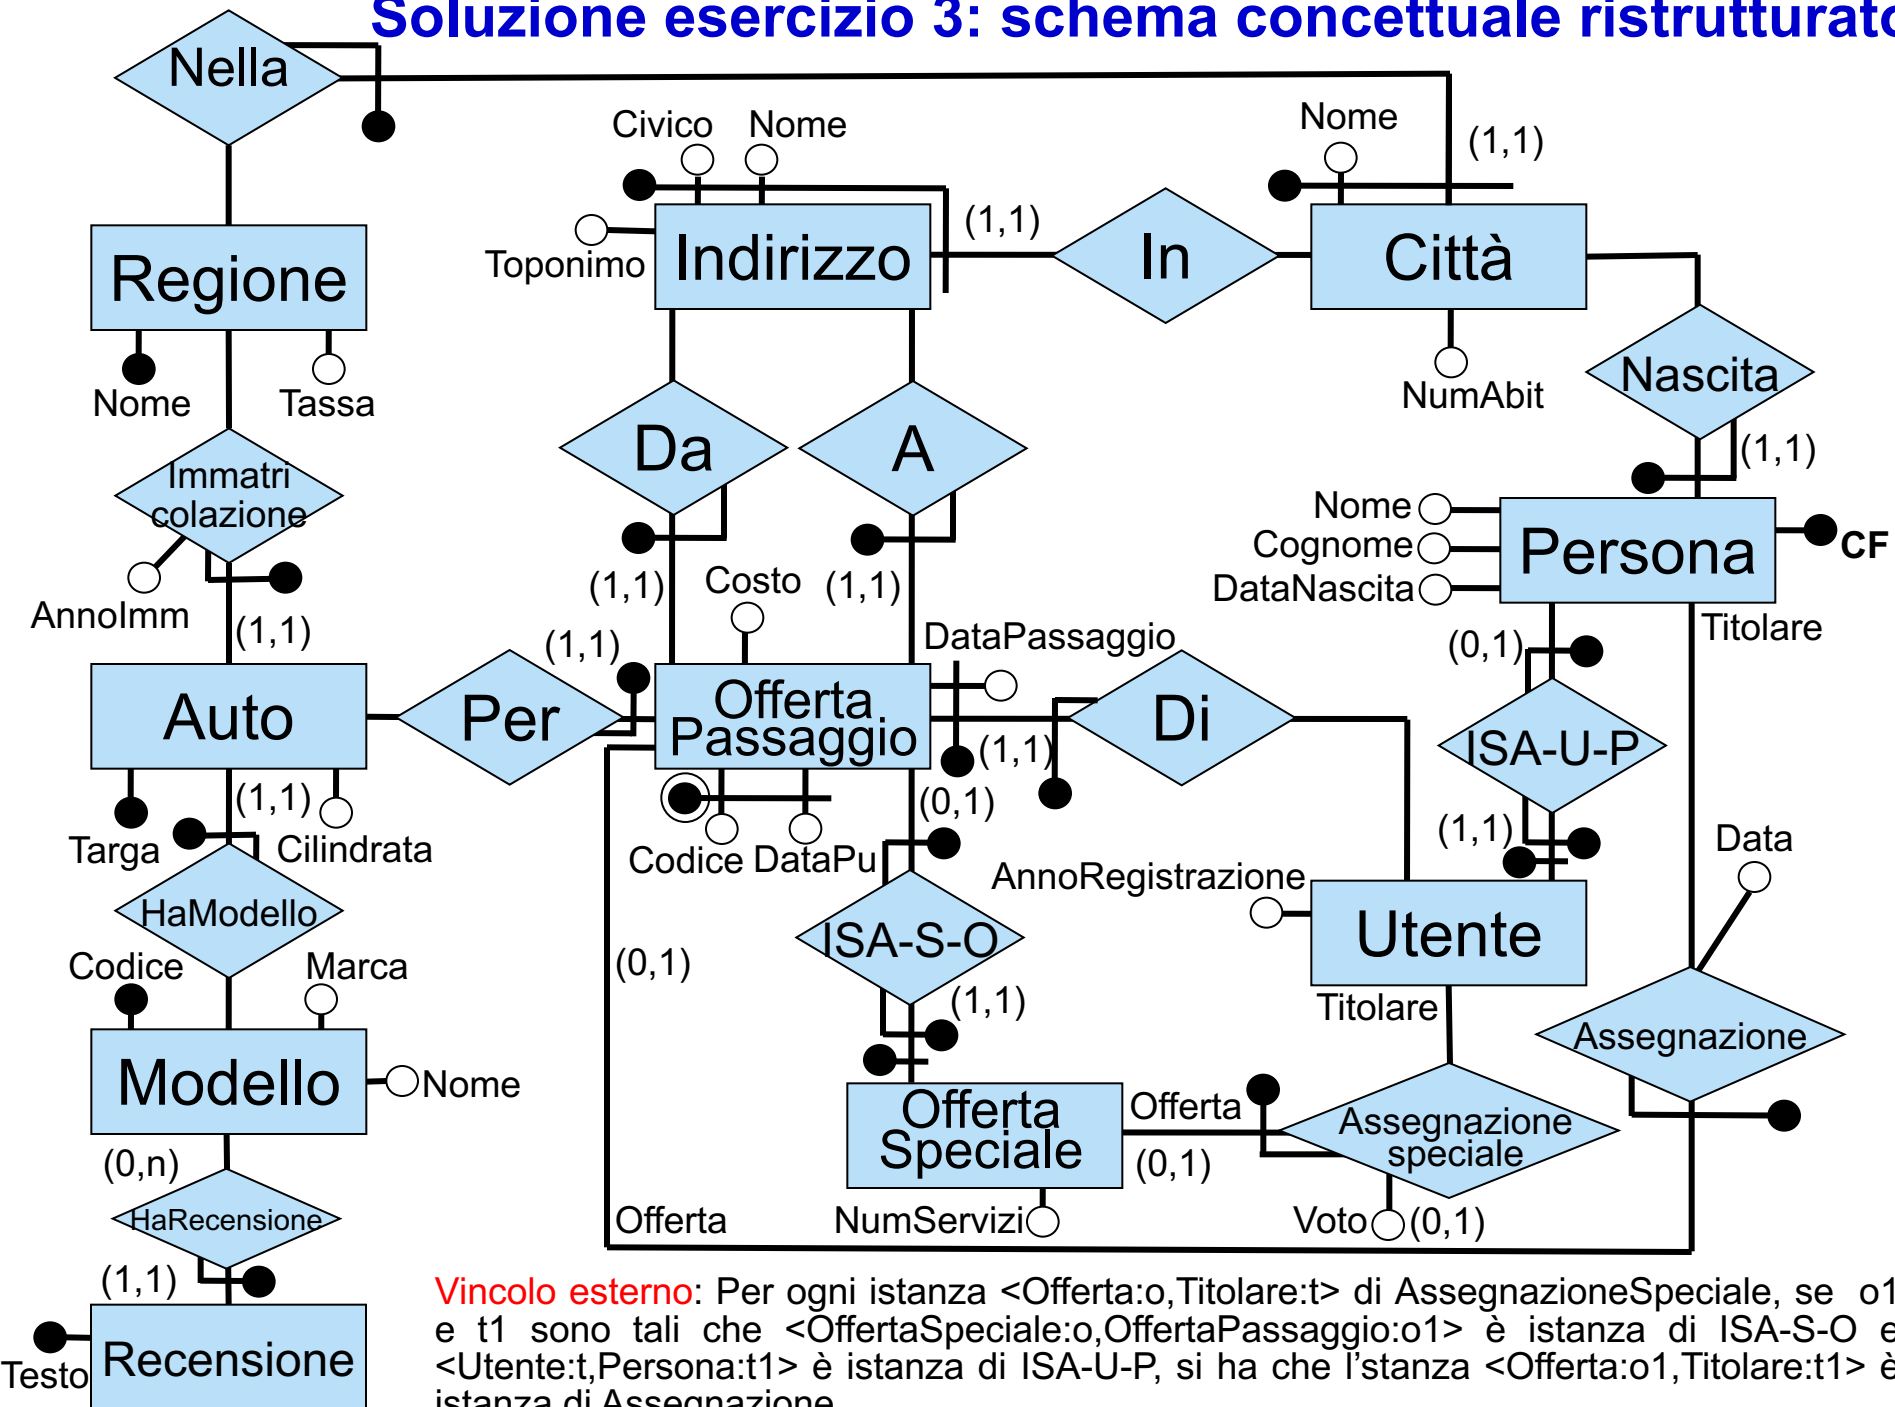 Soluzione esercizio 3: schema concettuale ristrutturato
Nella
Civico
Nome
Nome
(1,1)
Toponimo
Indirizzo
(1,1)
In
Città
Regione
Nome
Tassa
NumAbit
Nascita
(1,1)
Da
A
Immatri
colazione
AnnoImm
(1,1)
(1,1)
Costo
(1,1)
Nome
Cognome
DataNascita
Persona
CF
Titolare
(0,1)
(1,1)
DataPassaggio
Auto
Per
Offerta
Passaggio
Di
(1,1)
ISA-U-P
(1,1)
(1,1)
(0,1)
Targa
Cilindrata
Codice
DataPu
AnnoRegistrazione
Data
HaModello
ISA-S-O
Utente
Codice
Marca
(0,1)
(1,1)
Titolare
Assegnazione
Modello
Nome
Offerta
Speciale
Offerta
(0,1)
Assegnazione
speciale
(0,n)
HaRecensione
Offerta
NumServizi
Voto
(0,1)
(1,1)
Testo
Recensione
Vincolo esterno: Per ogni istanza <Offerta:o,Titolare:t> di AssegnazioneSpeciale, se o1
e t1 sono tali che <OffertaSpeciale:o,OffertaPassaggio:o1> è istanza di ISA-S-O e
<Utente:t,Persona:t1> è istanza di ISA-U-P, si ha che l’stanza <Offerta:o1,Titolare:t1> è
istanza di Assegnazione